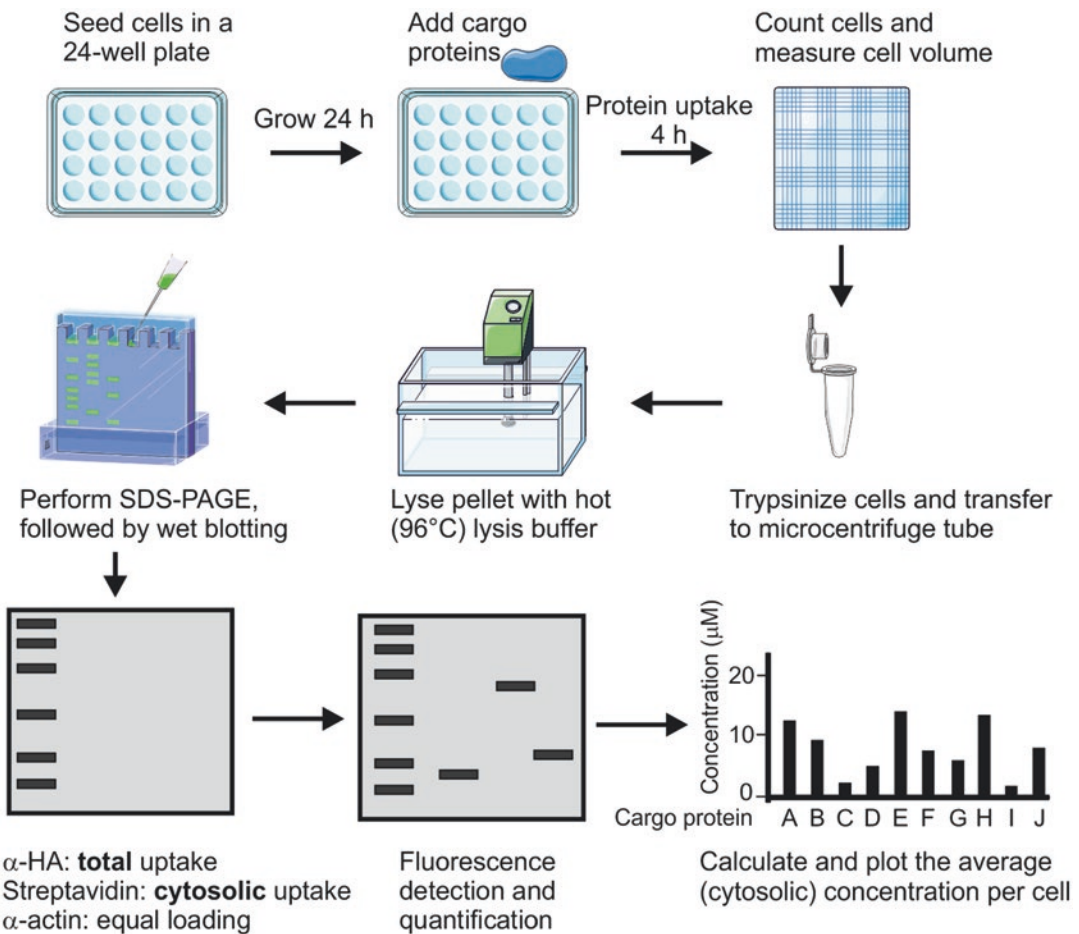 Seed cells in a
24-well plate
Grow 24 h
Add cargo
proteins
Protein uptake
4 h
Count cells and
measure cell volume
Trypsinize cells and transfer
to microcentrifuge tube
Lyse pellet with hot
(96°C) lysis buffer
Perform SDS-PAGE,
followed by wet blotting
α-HA: total uptake
Streptavidin: cytosolic uptake
α-actin: equal loading
Fluorescence
detection and
quantification
Concentration (μM)
20
10
0
Cargo protein A B C D E F G H I J
Calculate and plot the average
(cytosolic) concentration per cell